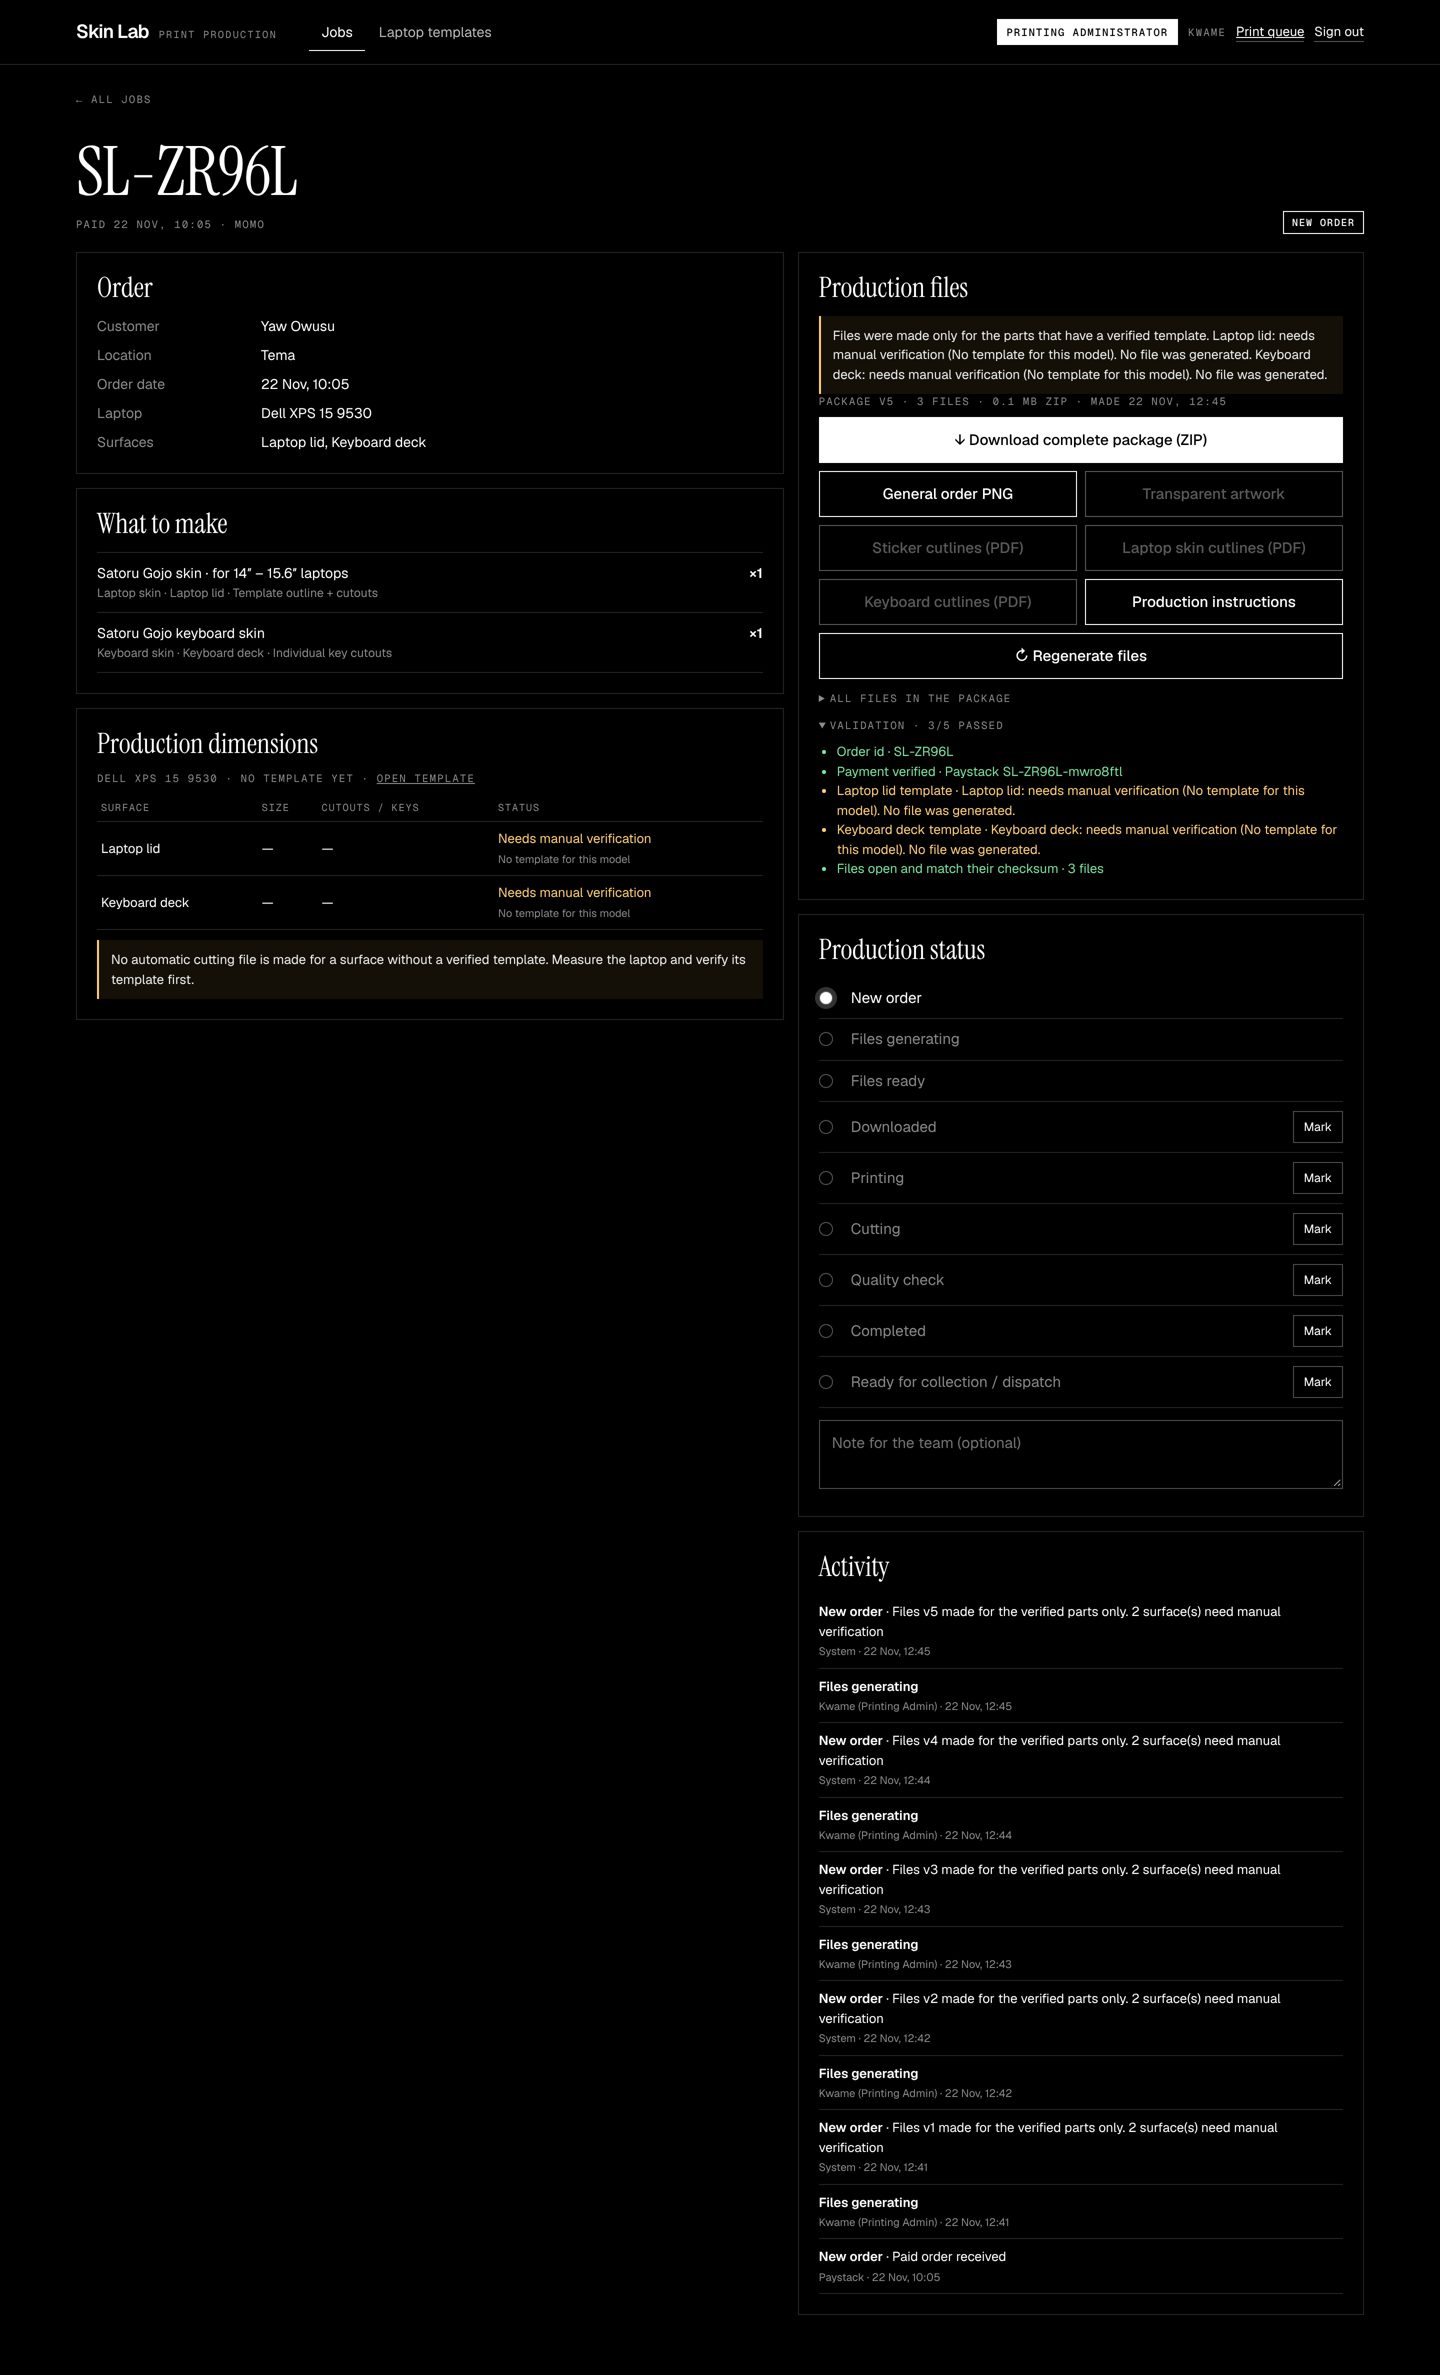 Skin Lab PRINT PRODUCTION Jobs Laptop templates PRINTING ADMINISTRATOR KWAME Print queue Sign out
← ALL JOBS
SL-ZR96L
PAID 22 NOV, 10:05 · MOMO
NEW ORDER
Order
Customer Yaw Owusu
Location Tema
Order date 22 Nov, 10:05
Laptop Dell XPS 15 9530
Surfaces Laptop lid, Keyboard deck
What to make
Satoru Gojo skin · for 14″ – 15.6″ laptops ×1
Laptop skin · Laptop lid · Template outline + cutouts
Satoru Gojo keyboard skin ×1
Keyboard skin · Keyboard deck · Individual key cutouts
Production dimensions
DELL XPS 15 9530 · NO TEMPLATE YET · OPEN TEMPLATE
SURFACE SIZE CUTOUTS / KEYS STATUS
Laptop lid — — Needs manual verification
No template for this model
Keyboard deck — — Needs manual verification
No template for this model
No automatic cutting file is made for a surface without a verified template. Measure the laptop and verify its
template first.
Production files
Files were made only for the parts that have a verified template. Laptop lid: needs
manual verification (No template for this model). No file was generated. Keyboard
deck: needs manual verification (No template for this model). No file was generated.
PACKAGE V5 · 3 FILES · 0.1 MB ZIP · MADE 22 NOV, 12:45
↓ Download complete package (ZIP)
General order PNG Transparent artwork
Sticker cutlines (PDF) Laptop skin cutlines (PDF)
Keyboard cutlines (PDF) Production instructions
↻ Regenerate files
▶ ALL FILES IN THE PACKAGE
▼ VALIDATION · 3/5 PASSED
• Order id · SL-ZR96L
• Payment verified · Paystack SL-ZR96L-mwro8ftl
• Laptop lid template · Laptop lid: needs manual verification (No template for this
model). No file was generated.
• Keyboard deck template · Keyboard deck: needs manual verification (No template for
this model). No file was generated.
• Files open and match their checksum · 3 files
Production status
New order
Files generating
Files ready
Downloaded Mark
Printing Mark
Cutting Mark
Quality check Mark
Completed Mark
Ready for collection / dispatch Mark
Note for the team (optional)
Activity
New order · Files v5 made for the verified parts only. 2 surface(s) need manual
verification
System · 22 Nov, 12:45
Files generating
Kwame (Printing Admin) · 22 Nov, 12:45
New order · Files v4 made for the verified parts only. 2 surface(s) need manual
verification
System · 22 Nov, 12:44
Files generating
Kwame (Printing Admin) · 22 Nov, 12:44
New order · Files v3 made for the verified parts only. 2 surface(s) need manual
verification
System · 22 Nov, 12:43
Files generating
Kwame (Printing Admin) · 22 Nov, 12:43
New order · Files v2 made for the verified parts only. 2 surface(s) need manual
verification
System · 22 Nov, 12:42
Files generating
Kwame (Printing Admin) · 22 Nov, 12:42
New order · Files v1 made for the verified parts only. 2 surface(s) need manual
verification
System · 22 Nov, 12:41
Files generating
Kwame (Printing Admin) · 22 Nov, 12:41
New order · Paid order received
Paystack · 22 Nov, 10:05